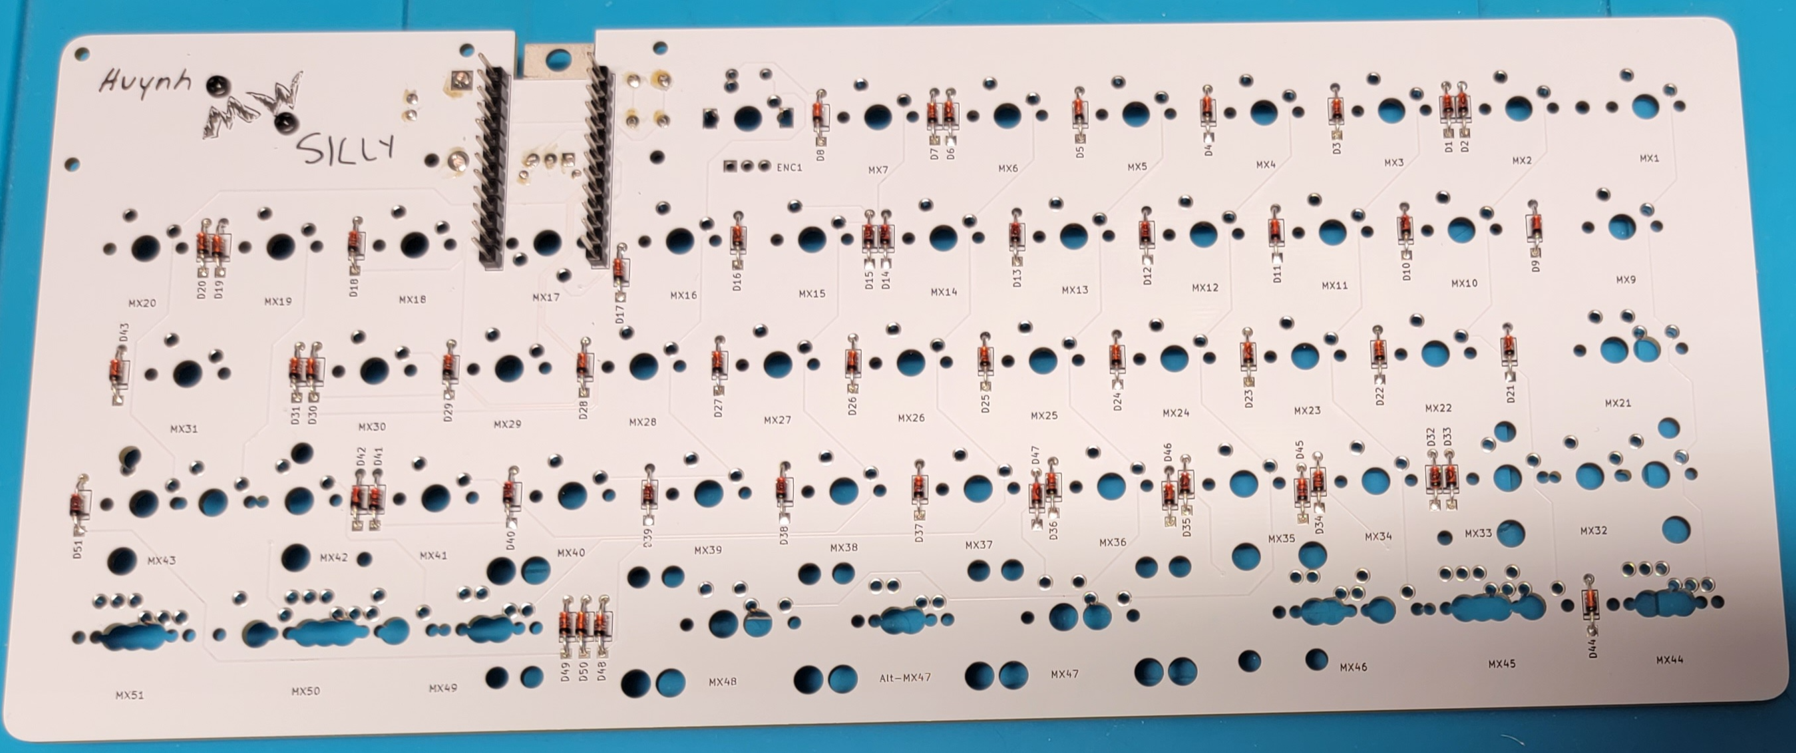 Huynh
MW
SILLY
ENC1
D8 MX7 D7 D6 MX6 D5 MX5 D4 MX4 D3 MX3 D1 D2 MX2 MX1
MX20 D20 D19 MX19 D18 MX18 MX17 D17 MX16 D16 MX15 D15 D14 MX14 D13 MX13 D12 MX12 D11 MX11 D10 MX10 D9 MX9
D43 MX31 D31 D30 MX30 D29 MX29 D28 MX28 D27 MX27 D26 MX26 D25 MX25 D24 MX24 D23 MX23 D22 MX22 D21 MX21
D51 MX43 MX42 D42 D41 MX41 D40 MX40 D39 MX39 D38 MX38 D37 MX37 D47 D36 MX36 D46 D35 MX35 D45 D34 MX34 D32 D33 MX33 MX32
MX51 MX50 MX49 D49 D50 D48 MX48 Alt-MX47 MX47 MX46 MX45 D44 MX44